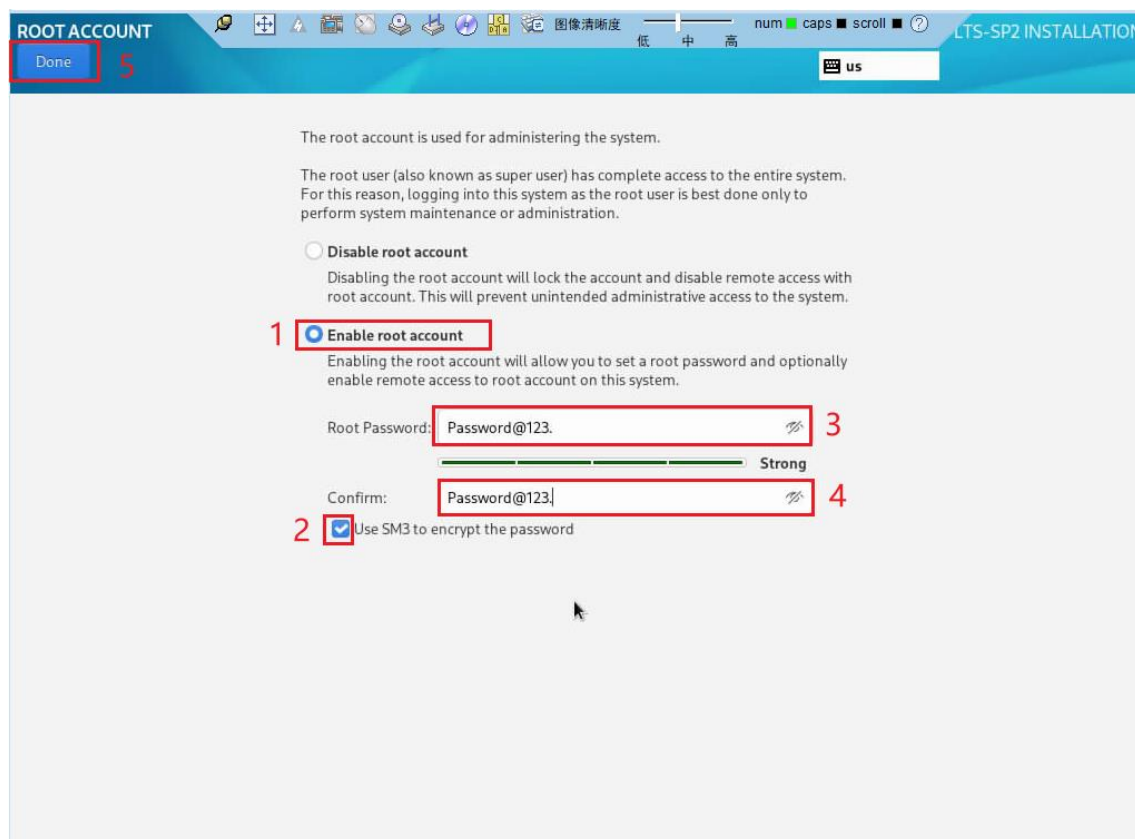 ROOT ACCOUNT
图像清晰度
低 中 高
num caps scroll ?
LTS-SP2 INSTALLATION
Done
5
us
The root account is used for administering the system.
The root user (also known as super user) has complete access to the entire system.
For this reason, logging into this system as the root user is best done only to
perform system maintenance or administration.
Disable root account
Disabling the root account will lock the account and disable remote access with
root account. This will prevent unintended administrative access to the system.
1
Enable root account
Enabling the root account will allow you to set a root password and optionally
enable remote access to root account on this system.
Root Password: Password@123. 3
Strong
Confirm: Password@123. 4
2 Use SM3 to encrypt the password